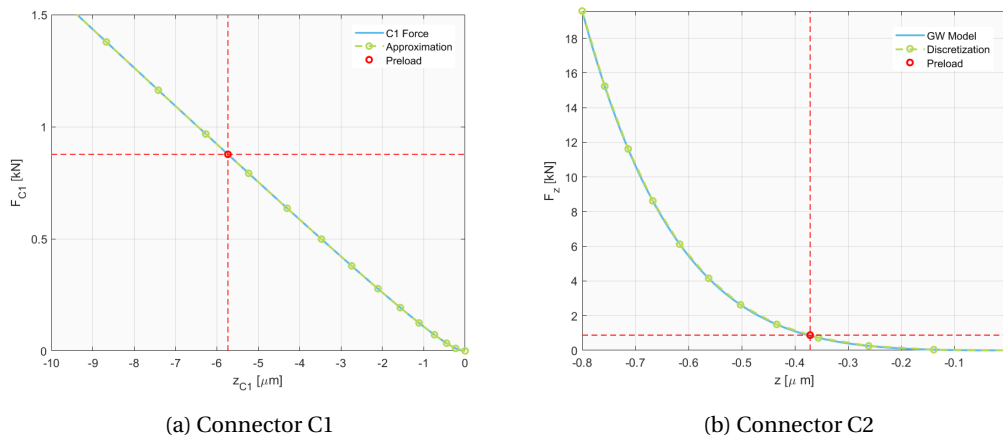 1.5
1
0.5
0
F_C1 [kN]
C1 Force
Approximation
Preload
-10 -9 -8 -7 -6 -5 -4 -3 -2 -1 0
z_C1 [μm]
(a) Connector C1
18
16
14
12
10
8
6
4
2
0
F_z [kN]
GW Model
Discretization
Preload
-0.8 -0.7 -0.6 -0.5 -0.4 -0.3 -0.2 -0.1
z [μ m]
(b) Connector C2